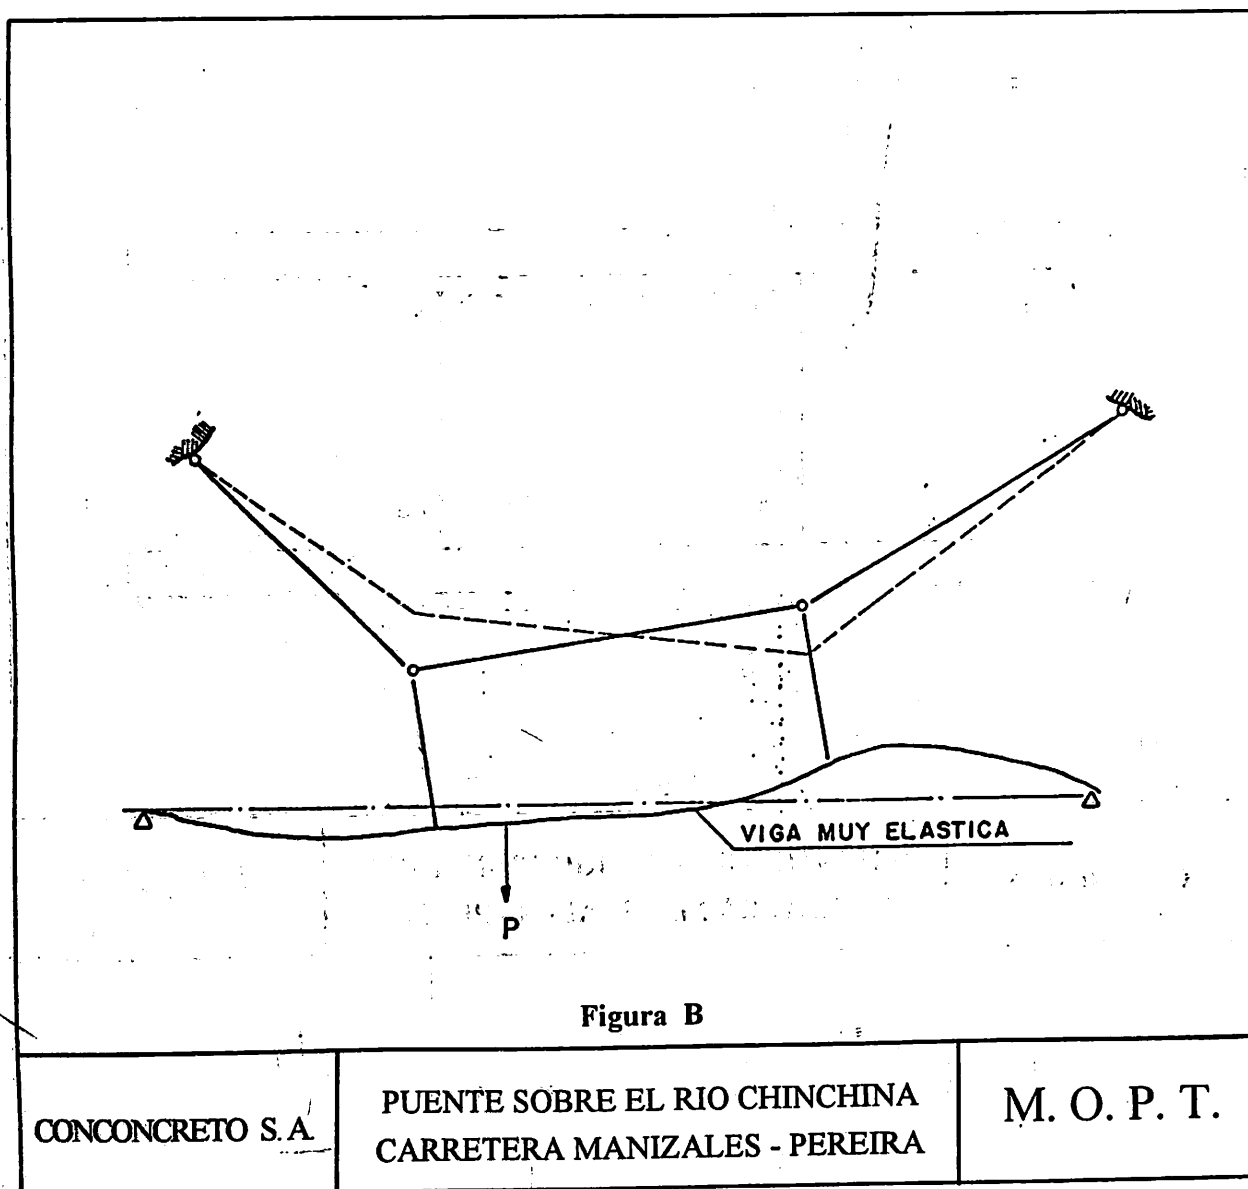 VIGA MUY ELASTICA
P
Figura B
CONCONCRETO S.A
PUENTE SOBRE EL RIO CHINCHINA
CARRETERA MANIZALES - PEREIRA
M. O. P. T.